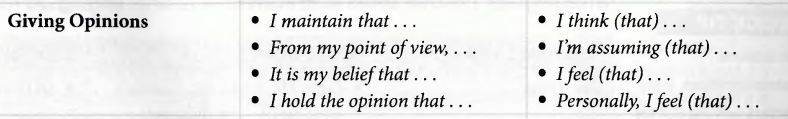 Giving Opinions • I maintain that . . . • I think (that) . . .
• From my point of view, . . . • I'm assuming (that) . . .
• It is my belief that . . . • I feel (that) . . .
• I hold the opinion that . . . • Personally, I feel (that) . . .